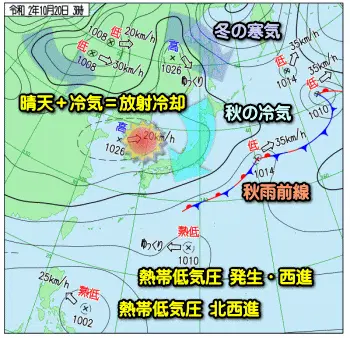 令和 2年10月20日 3時
冬の寒気
低 20km/h
1008
低 30km/h
1008
高
1026
ゆっくり
低 35km/h
1014
35km/h
低
1010
晴天＋冷気＝放射冷却
秋の冷気
高 20km/h
1026
低 35km/h
1014
秋雨前線
熱低
ゆっくり
1010
熱帯低気圧 発生・西進
25km/h
熱低
熱帯低気圧 北西進
1002